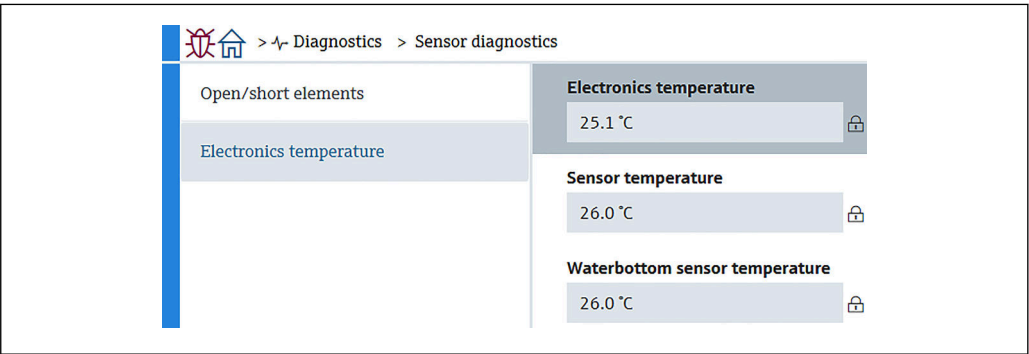 > Diagnostics > Sensor diagnostics
Open/short elements
Electronics temperature
Electronics temperature
25.1 °C
Sensor temperature
26.0 °C
Waterbottom sensor temperature
26.0 °C